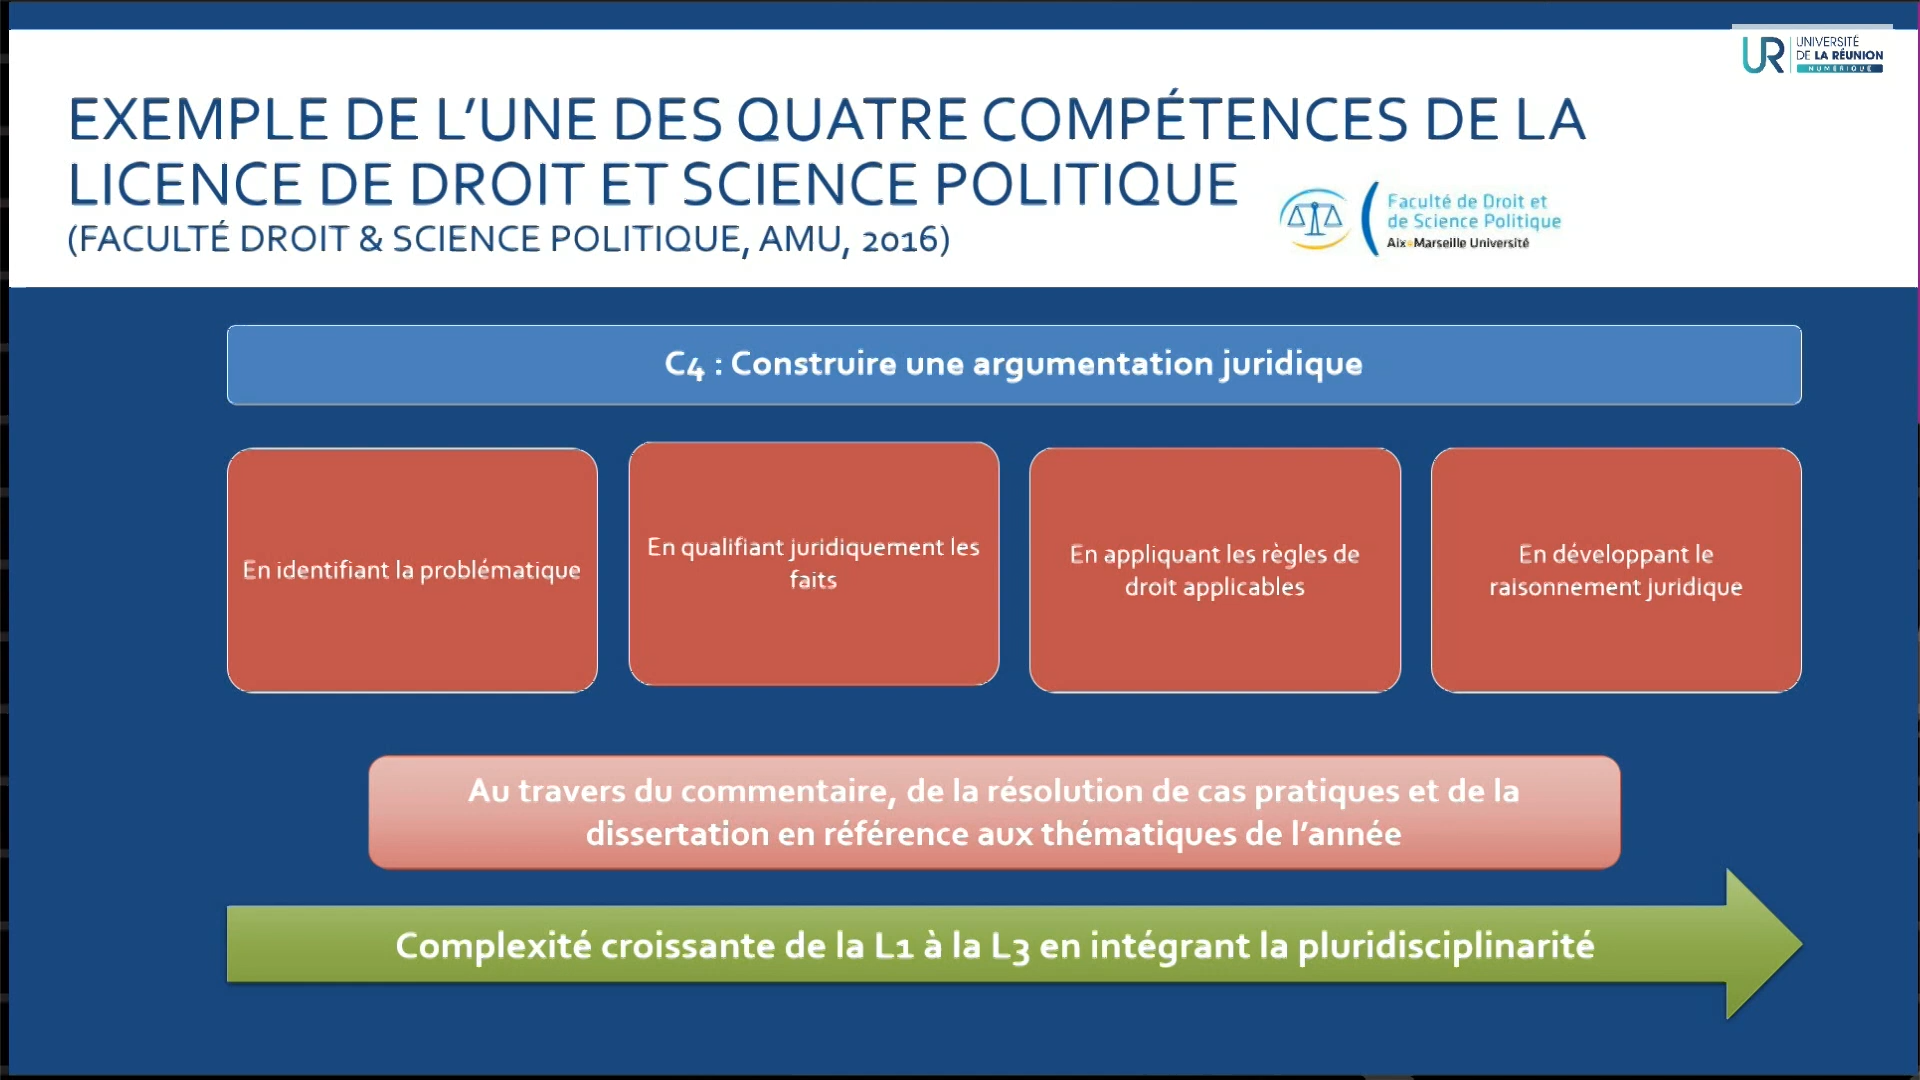 UR UNIVERSITÉ
DE LA RÉUNION
NUMÉRIQUE
EXEMPLE DE L’UNE DES QUATRE COMPÉTENCES DE LA
LICENCE DE DROIT ET SCIENCE POLITIQUE
(FACULTÉ DROIT & SCIENCE POLITIQUE, AMU, 2016)
Faculté de Droit et
de Science Politique
Aix Marseille Université
C4 : Construire une argumentation juridique
En identifiant la problématique
En qualifiant juridiquement les
faits
En appliquant les règles de
droit applicables
En développant le
raisonnement juridique
Au travers du commentaire, de la résolution de cas pratiques et de la
dissertation en référence aux thématiques de l’année
Complexité croissante de la L1 à la L3 en intégrant la pluridisciplinarité